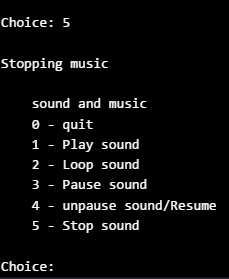 Choice: 5
Stopping music
sound and music
0 - quit
1 - Play sound
2 - Loop sound
3 - Pause sound
4 - unpause sound/Resume
5 - Stop sound
Choice: